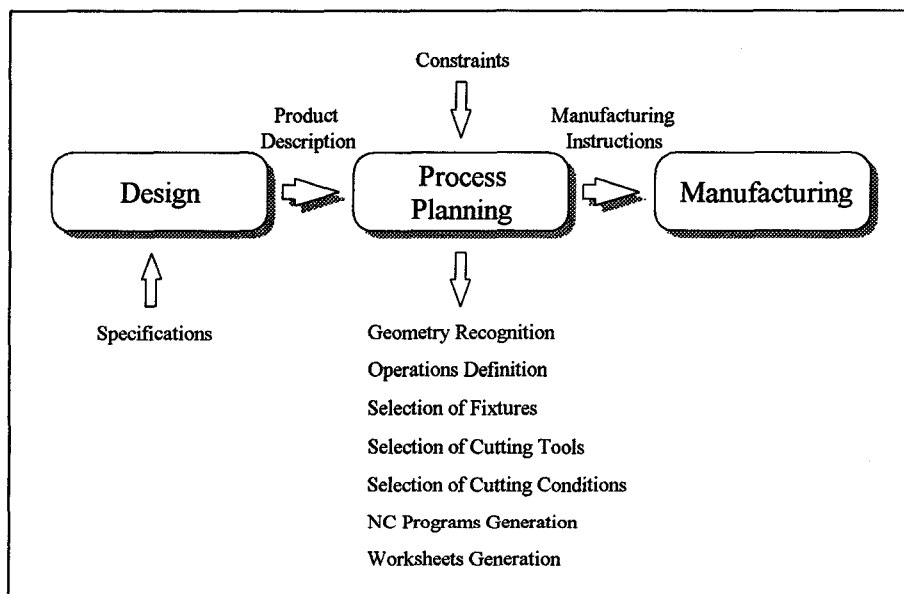 Constraints
Product
Description
Manufacturing
Instructions
Design
Process
Planning
Manufacturing
Specifications
Geometry Recognition
Operations Definition
Selection of Fixtures
Selection of Cutting Tools
Selection of Cutting Conditions
NC Programs Generation
Worksheets Generation